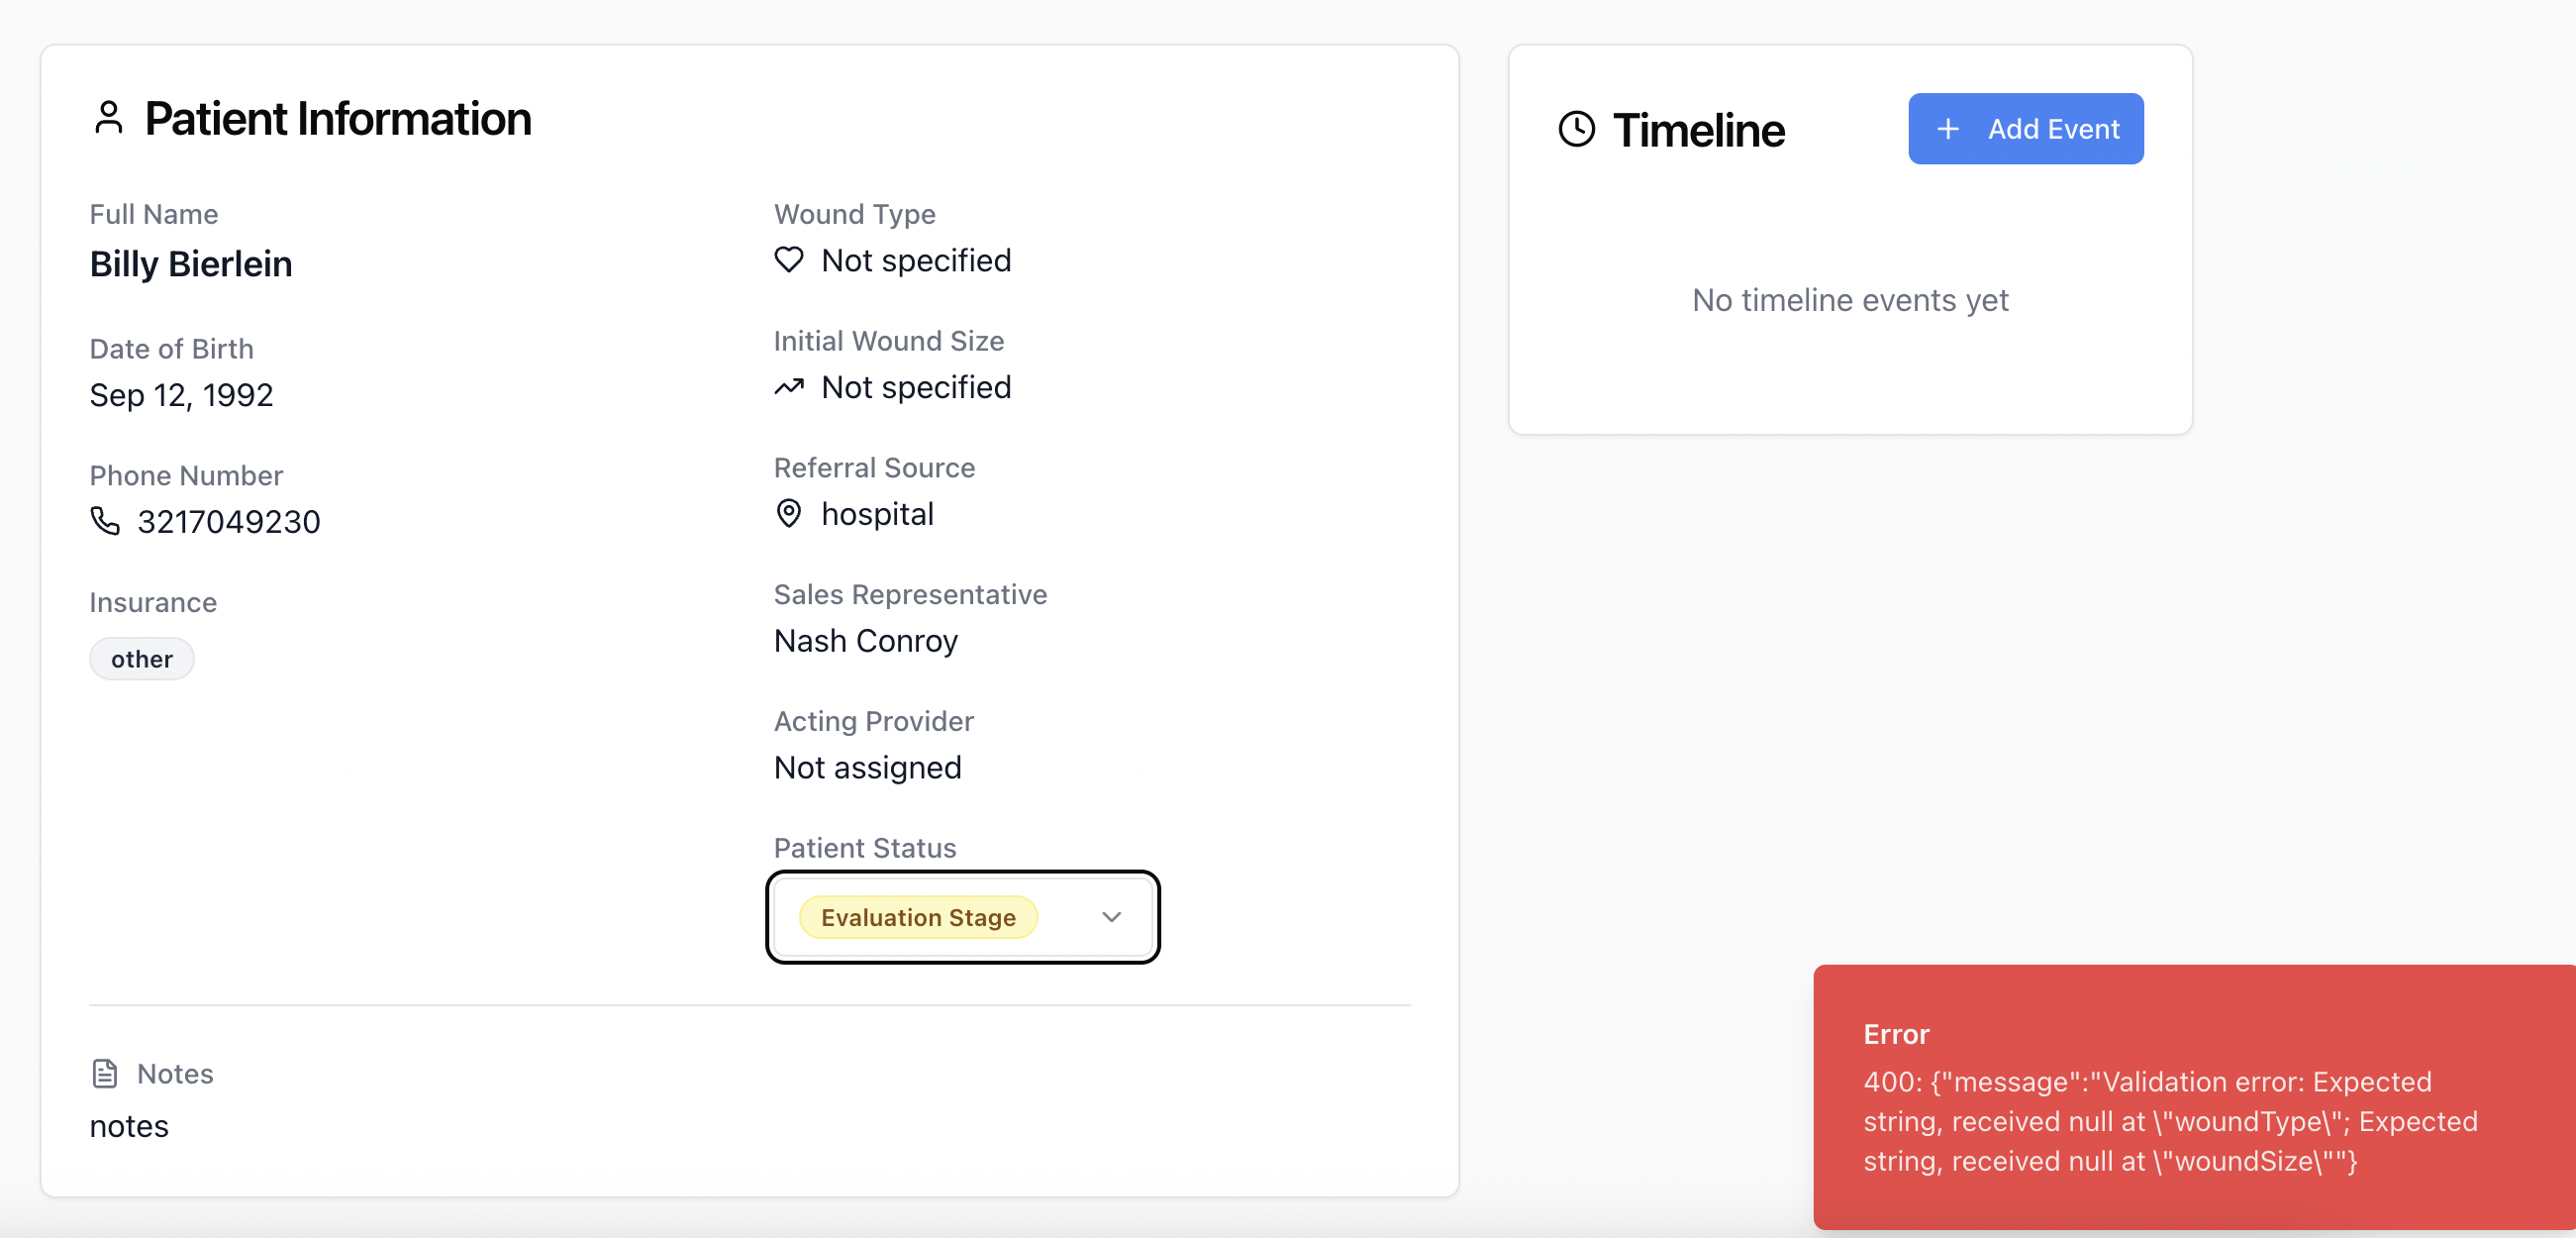 Patient Information
Full Name
Billy Bierlein
Date of Birth
Sep 12, 1992
Phone Number
3217049230
Insurance
other
Wound Type
Not specified
Initial Wound Size
Not specified
Referral Source
hospital
Sales Representative
Nash Conroy
Acting Provider
Not assigned
Patient Status
Evaluation Stage
Notes
notes
Timeline
+ Add Event
No timeline events yet
Error
400: {"message":"Validation error: Expected
string, received null at \"woundType\"; Expected
string, received null at \"woundSize\""}